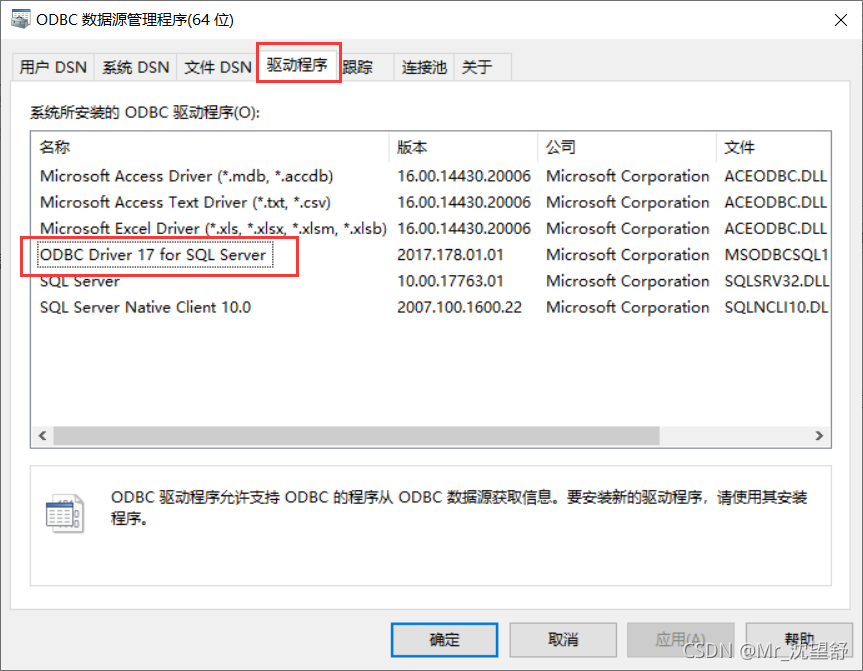 ODBC 数据源管理程序(64 位)
用户 DSN 系统 DSN 文件 DSN 驱动程序 跟踪 连接池 关于
系统所安装的 ODBC 驱动程序(O):
名称 版本 公司 文件
Microsoft Access Driver (*.mdb, *.accdb) 16.00.14430.20006 Microsoft Corporation ACEODBC.DLL
Microsoft Access Text Driver (*.txt, *.csv) 16.00.14430.20006 Microsoft Corporation ACEODBC.DLL
Microsoft Excel Driver (*.xls, *.xlsx, *.xlsm, *.xlsb) 16.00.14430.20006 Microsoft Corporation ACEODBC.DLL
ODBC Driver 17 for SQL Server 2017.178.01.01 Microsoft Corporation MSODBCSQL1
SQL Server 10.00.17763.01 Microsoft Corporation SQLSRV32.DLL
SQL Server Native Client 10.0 2007.100.1600.22 Microsoft Corporation SQLNCLI10.DL
ODBC 驱动程序允许支持 ODBC 的程序从 ODBC 数据源获取信息。要安装新的驱动程序，请使用其安装
程序。
确定 取消 应用(A) 帮助
CSDN @Mr_沈望舒